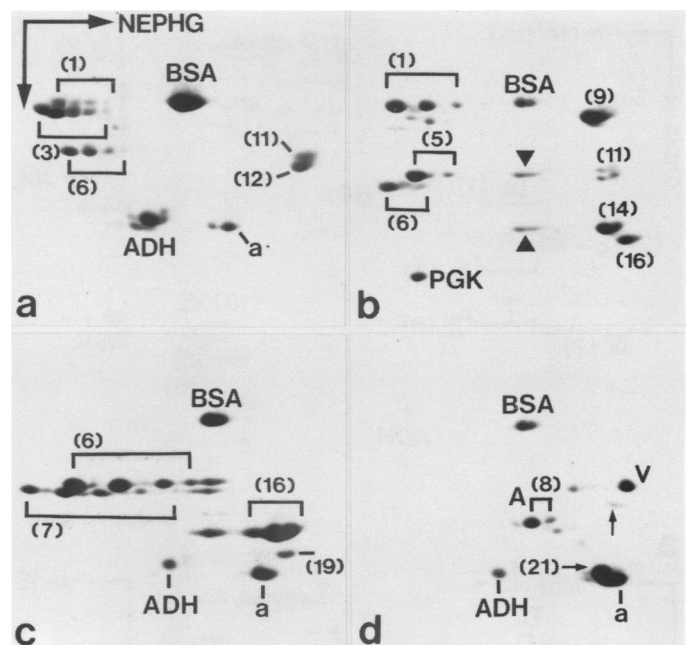 NEPHG
(1)
BSA
(11)
(3)
(12)
(6)
ADH
a
a
(1)
BSA
(9)
(5)
(11)
(6)
(14)
(16)
PGK
b
BSA
(6)
(16)
(7)
(19)
ADH
a
c
BSA
V
A
(8)
(21)
ADH
a
d